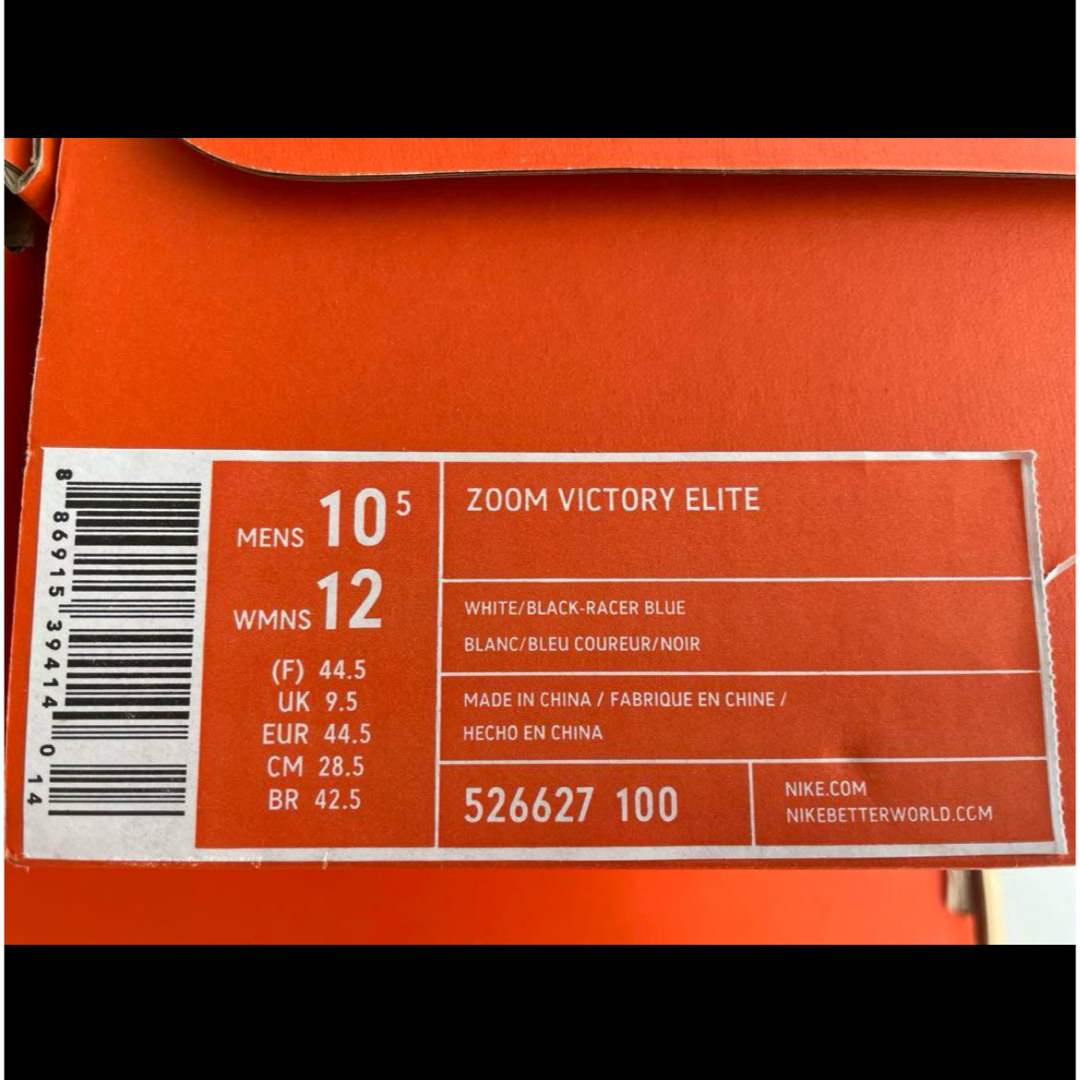 8 86915 39414 0 14
MENS 10 5
WMNS 12
(F) 44.5
UK 9.5
EUR 44.5
CM 28.5
BR 42.5
ZOOM VICTORY ELITE
WHITE/BLACK-RACER BLUE
BLANC/BLEU COUREUR/NOIR
MADE IN CHINA / FABRIQUE EN CHINE /
HECHO EN CHINA
526627 100
NIKE.COM
NIKEBETTERWORLD.COM